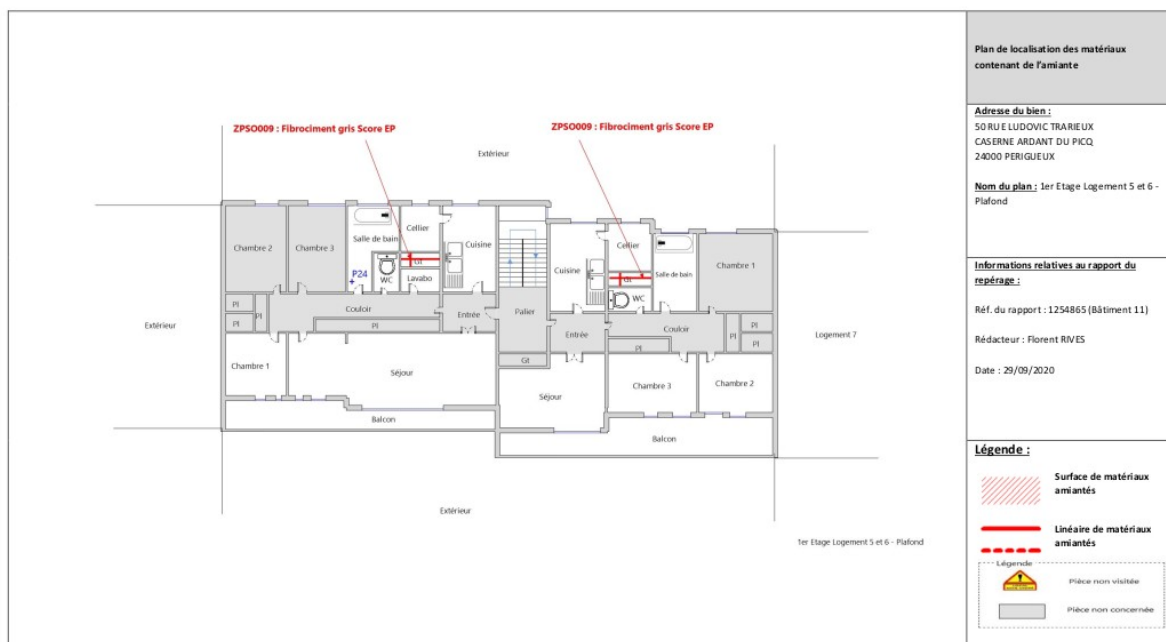 Plan de localisation des matériaux
contenant de l'amiante
Adresse du bien :
50 RUE LUDOVIC TRARIEUX
CASERNE ARDANT DU PICQ
24000 PERIGUEUX
Nom du plan : 1er Etage Logement 5 et 6 -
Plafond
Informations relatives au rapport du
repérage :
Réf. du rapport : 1254865 (Bâtiment 11)
Rédacteur : Florent RIVES
Date : 29/09/2020
Légende :
Surface de matériaux
amiantés
Linéaire de matériaux
amiantés
Légende
Pièce non visitée
Pièce non concernée
ZPSO009 : Fibrociment gris Score EP
ZPSO009 : Fibrociment gris Score EP
Extérieur
Chambre 2
Chambre 3
Salle de bain
Cellier
Cuisine
Gt
P24
WC
Lavabo
Pl
Pl
Pl
Couloir
Pl
Entrée
Palier
Gt
Chambre 1
Séjour
Balcon
Extérieur
Cuisine
Cellier
Gt
WC
Salle de bain
Chambre 1
Entrée
Couloir
Pl
Pl
Pl
Pl
Séjour
Chambre 3
Chambre 2
Balcon
Logement 7
Extérieur
1er Etage Logement 5 et 6 - Plafond